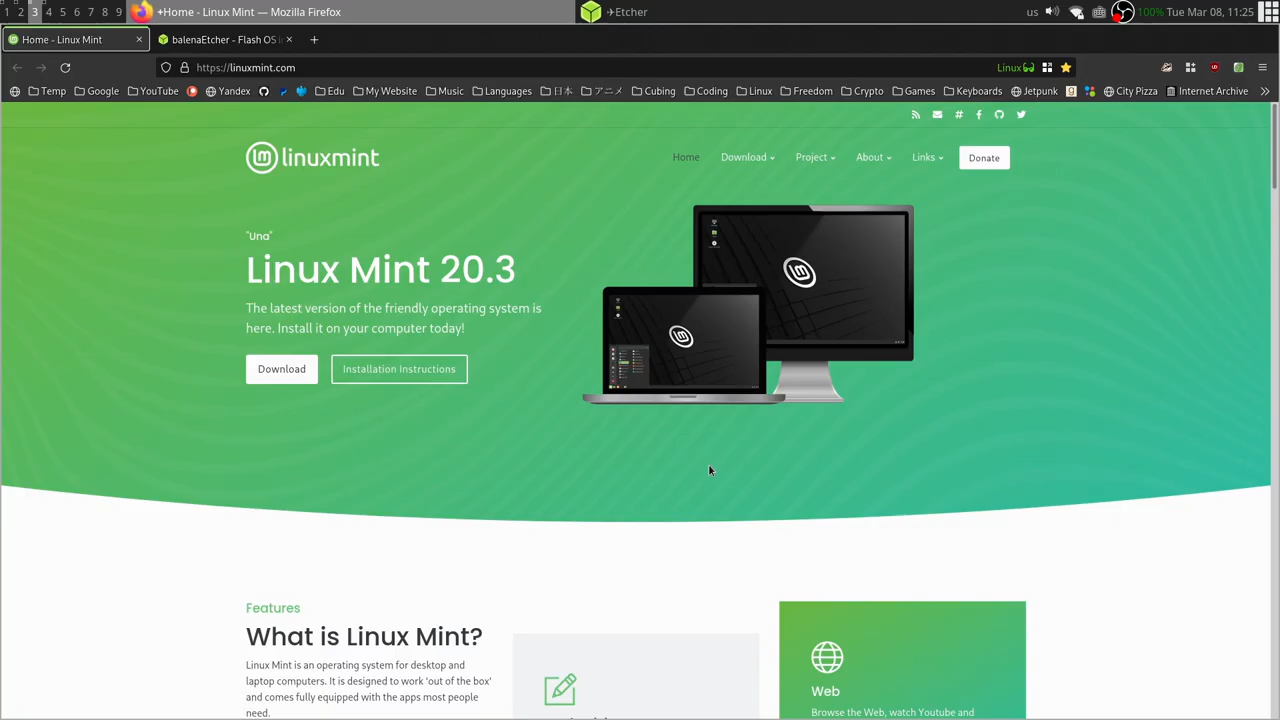 1 2 3 4 5 6 7 8 9 +Home - Linux Mint — Mozilla Firefox ✈Etcher us 100% Tue Mar 08, 11:25
Home - Linux Mint × balenaEtcher - Flash OS × +
https://linuxmint.com Linux
Temp Google YouTube Yandex Edu My Website Music Languages 日本 アニメ Cubing Coding Linux Freedom Crypto Games Keyboards Jetpunk City Pizza Internet Archive
linuxmint
Home Download Project About Links Donate
"Una"
Linux Mint 20.3
The latest version of the friendly operating system is
here. Install it on your computer today!
Download Installation Instructions
Features
What is Linux Mint?
Linux Mint is an operating system for desktop and
laptop computers. It is designed to work 'out of the box'
and comes fully equipped with the apps most people
need.
Web
Browse the Web, watch Youtube and